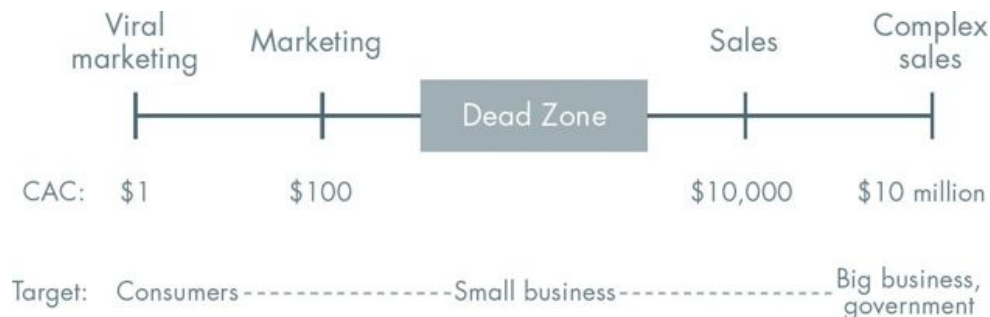 Viral marketing
Marketing
Sales
Complex sales
Dead Zone
CAC: $1 $100 $10,000 $10 million
Target: Consumers Small business Big business, government